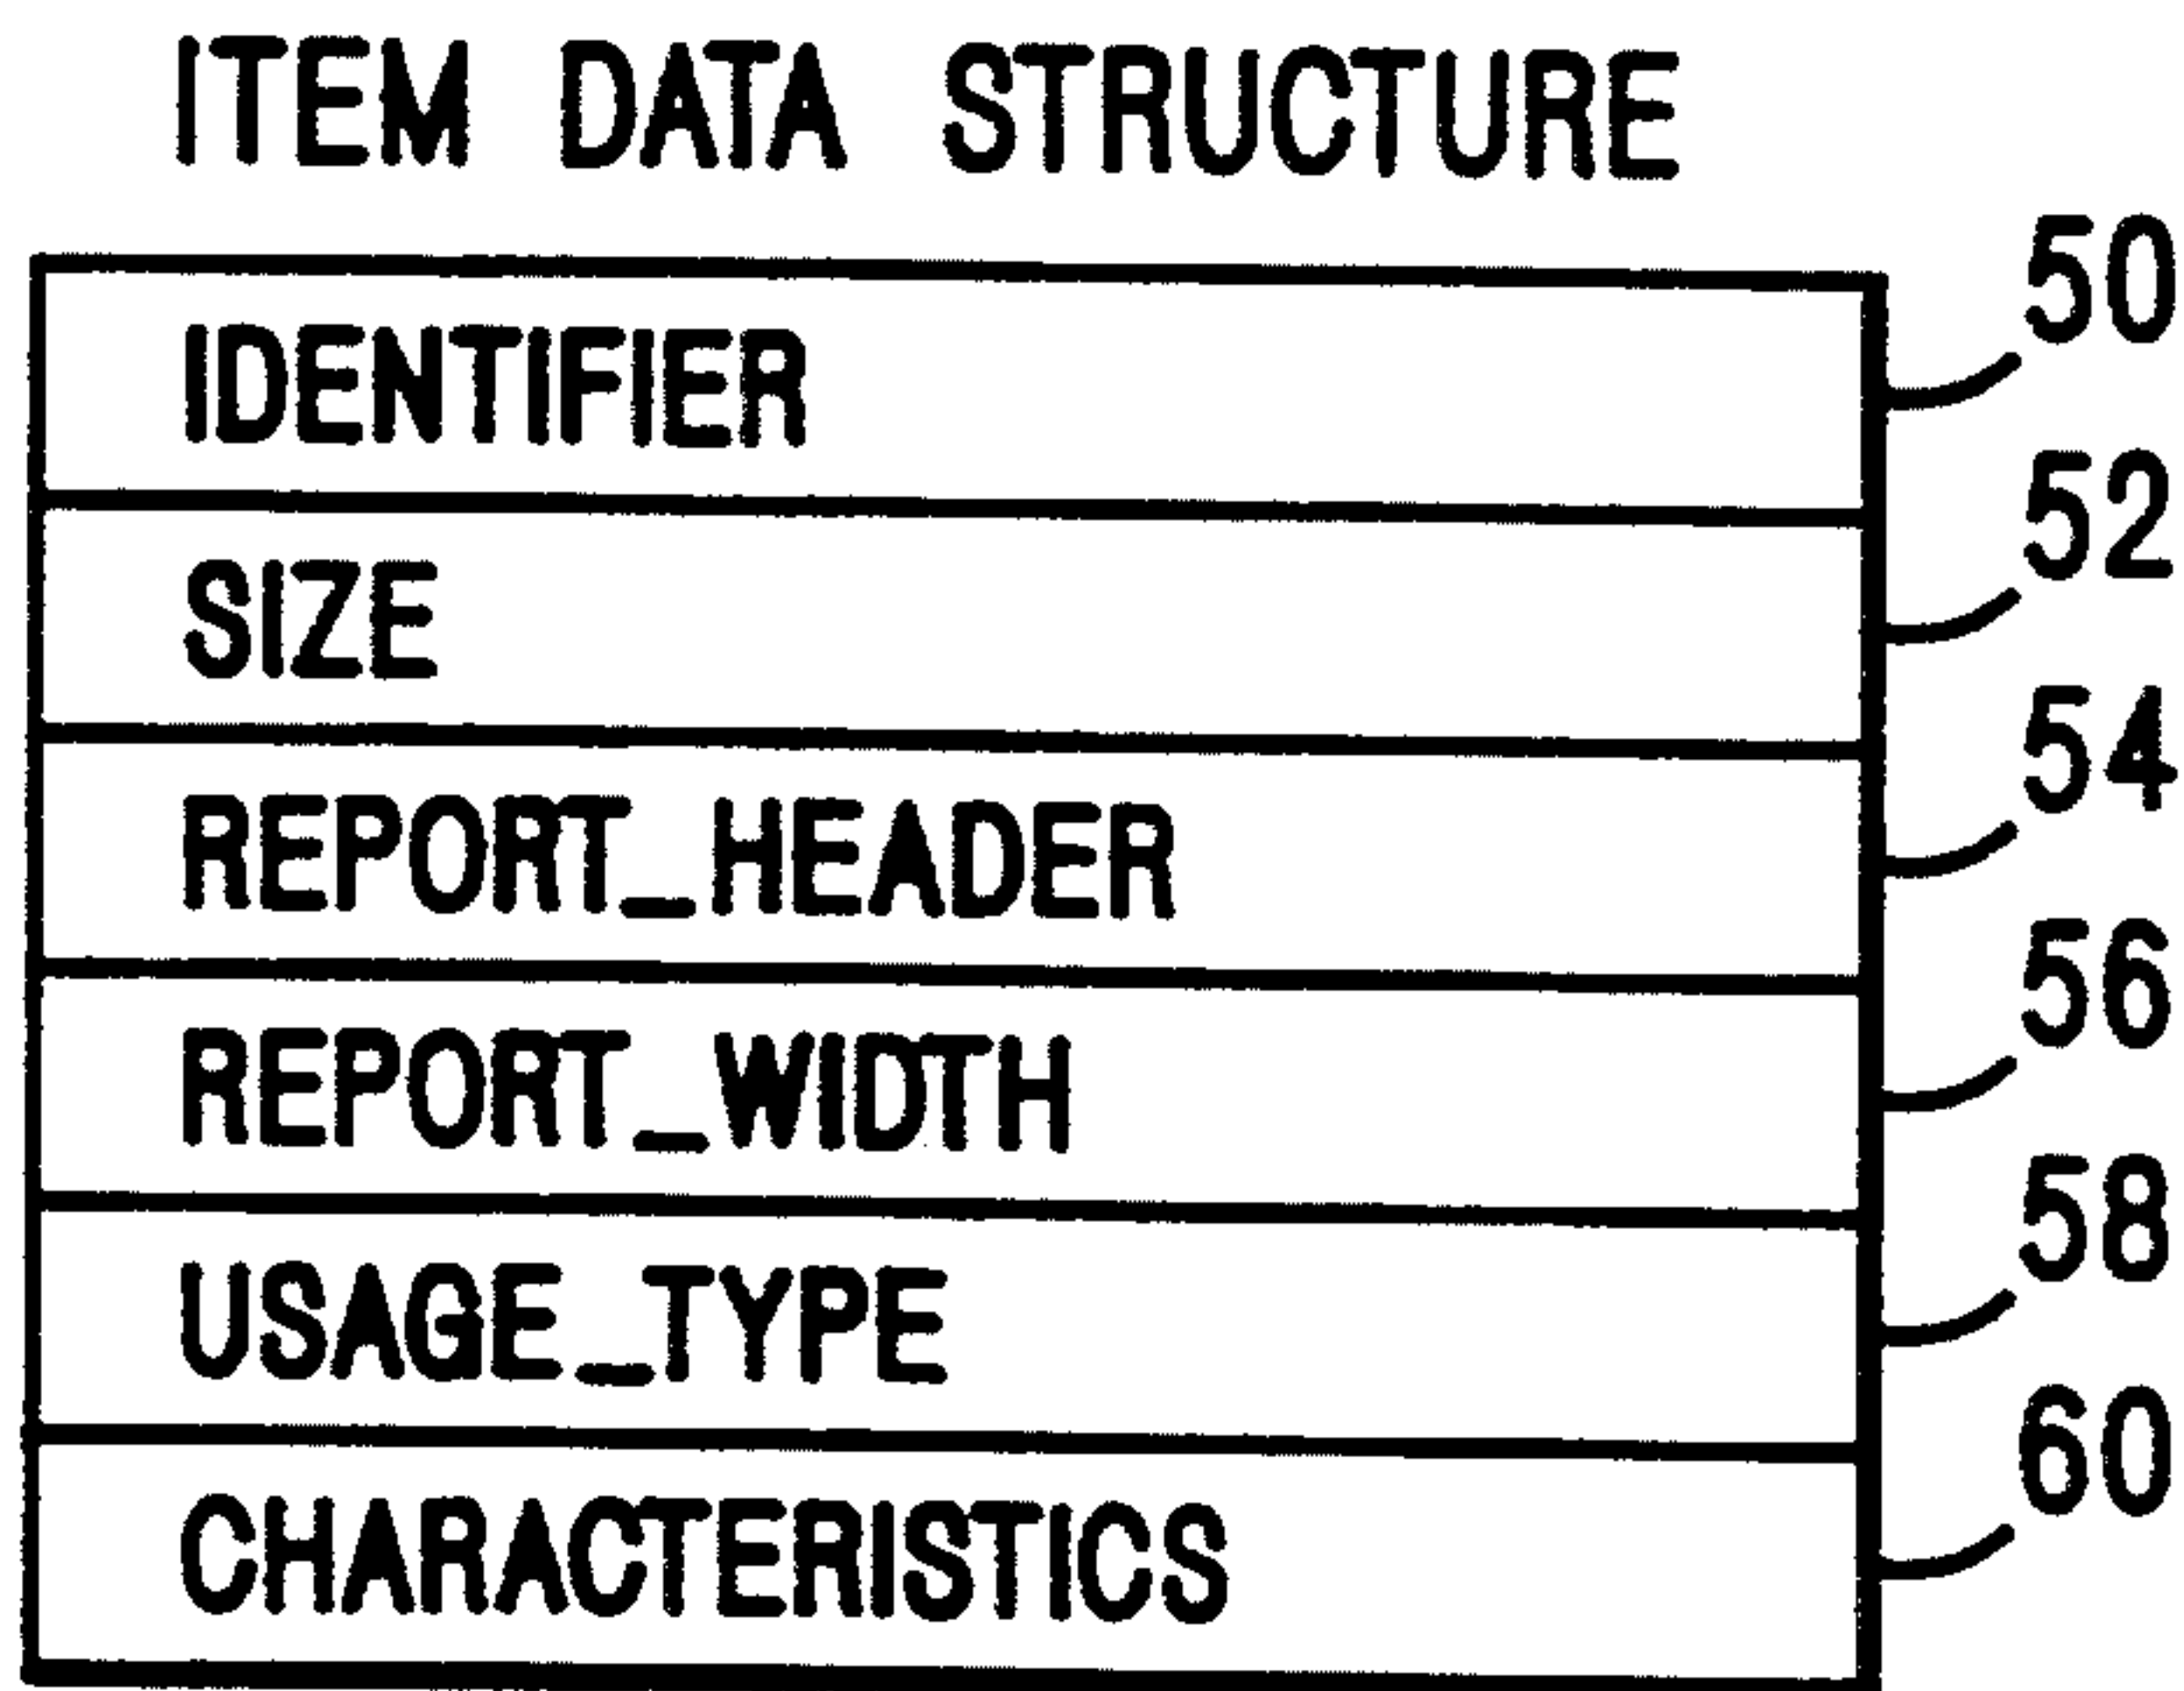 ITEM DATA STRUCTURE
50
IDENTIFIER
52
SIZE
54
REPORT_HEADER
56
REPORT_WIDTH
58
USAGE_TYPE
60
CHARACTERISTICS